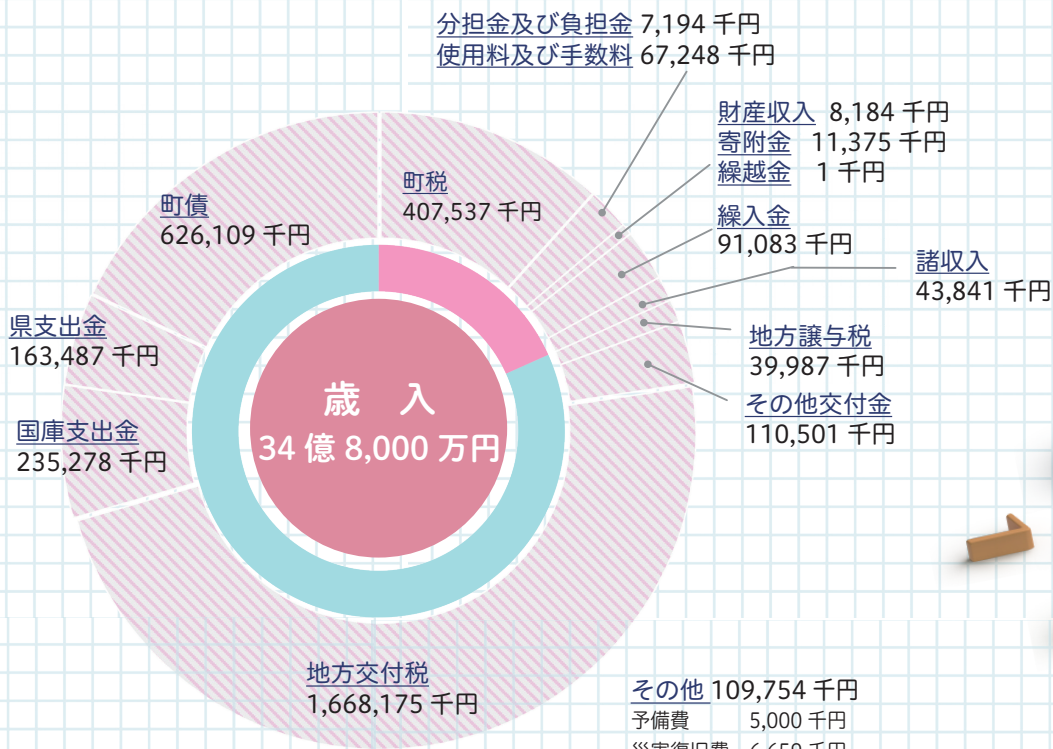 分担金及び負担金 7,194 千円
使用料及び手数料 67,248 千円
財産収入 8,184 千円
寄附金 11,375 千円
繰越金 1 千円
繰入金
91,083 千円
諸収入
43,841 千円
地方譲与税
39,987 千円
その他交付金
110,501 千円
町税
407,537 千円
町債
626,109 千円
県支出金
163,487 千円
国庫支出金
235,278 千円
歳 入
34 億 8,000 万円
地方交付税
1,668,175 千円
その他 109,754 千円
予備費 5,000 千円